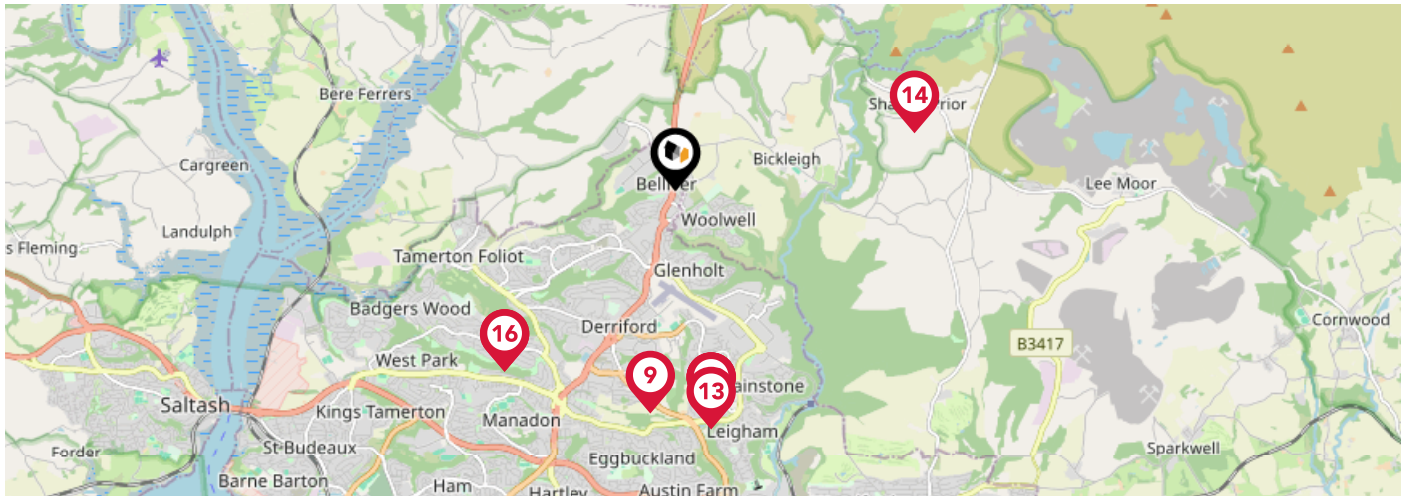 Bere Ferrers
14
Cargreen
Bickleigh
Lee Moor
Landulph
Woolwell
s Fleming
Tamerton Foliot
Glenholt
Badgers Wood
Cornwood
Derriford
16
B3417
West Park
9
13
Saltash
Kings Tamerton
Manadon
Leigham
St Budeaux
Sparkwell
Forder
Eggbuckland
Barne Barton
Ham
Hartley
Austin Farm